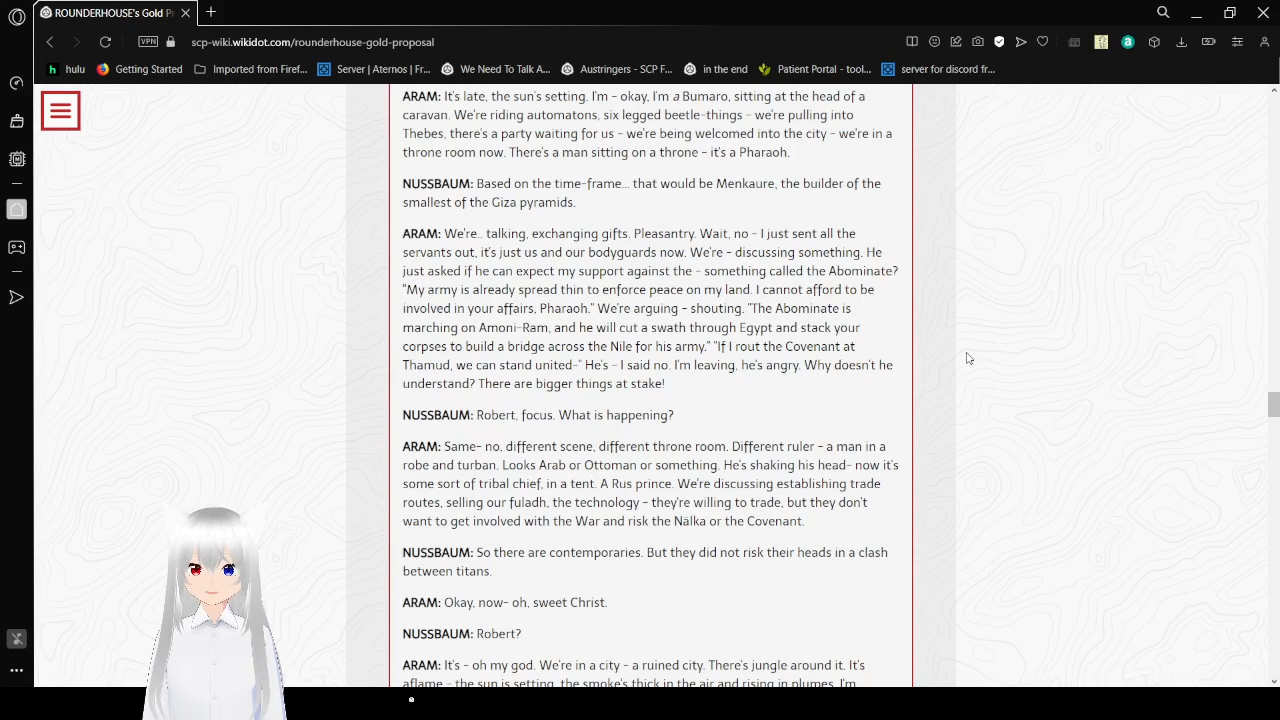 ROUNDERHOUSE's Gold P
scp-wiki.wikidot.com/rounderhouse-gold-proposal
VPN
hulu
Getting Started
Imported from Firef...
Server | Aternos | Fr...
We Need To Talk A...
Austringers - SCP F...
in the end
Patient Portal - tool...
server for discord fr...
ARAM: It's late, the sun's setting. I'm - okay, I'm a Bumaro, sitting at the head of a
caravan. We're riding automatons, six legged beetle-things - we're pulling into
Thebes, there's a party waiting for us - we're being welcomed into the city - we're in a
throne room now. There's a man sitting on a throne - it's a Pharaoh.
NUSSBAUM: Based on the time-frame... that would be Menkaure, the builder of the
smallest of the Giza pyramids.
ARAM: We're.. talking, exchanging gifts. Pleasantry. Wait, no - I just sent all the
servants out, it's just us and our bodyguards now. We're - discussing something. He
just asked if he can expect my support against the - something called the Abominate?
"My army is already spread thin to enforce peace on my land. I cannot afford to be
involved in your affairs, Pharaoh." We're arguing - shouting. "The Abominate is
marching on Amoni-Ram, and he will cut a swath through Egypt and stack your
corpses to build a bridge across the Nile for his army." "If I rout the Covenant at
Thamud, we can stand united-" He's - I said no. I'm leaving, he's angry. Why doesn't he
understand? There are bigger things at stake!
NUSSBAUM: Robert, focus. What is happening?
ARAM: Same- no, different scene, different throne room. Different ruler - a man in a
robe and turban. Looks Arab or Ottoman or something. He's shaking his head- now it's
some sort of tribal chief, in a tent. A Rus prince. We're discussing establishing trade
routes, selling our fuladh, the technology - they're willing to trade, but they don't
want to get involved with the War and risk the Nälka or the Covenant.
NUSSBAUM: So there are contemporaries. But they did not risk their heads in a clash
between titans.
ARAM: Okay, now- oh, sweet Christ.
NUSSBAUM: Robert?
ARAM: It's - oh my god. We're in a city - a ruined city. There's jungle around it. It's
aflame - the sun is setting, the smoke's thick in the air and rising in plumes. I'm